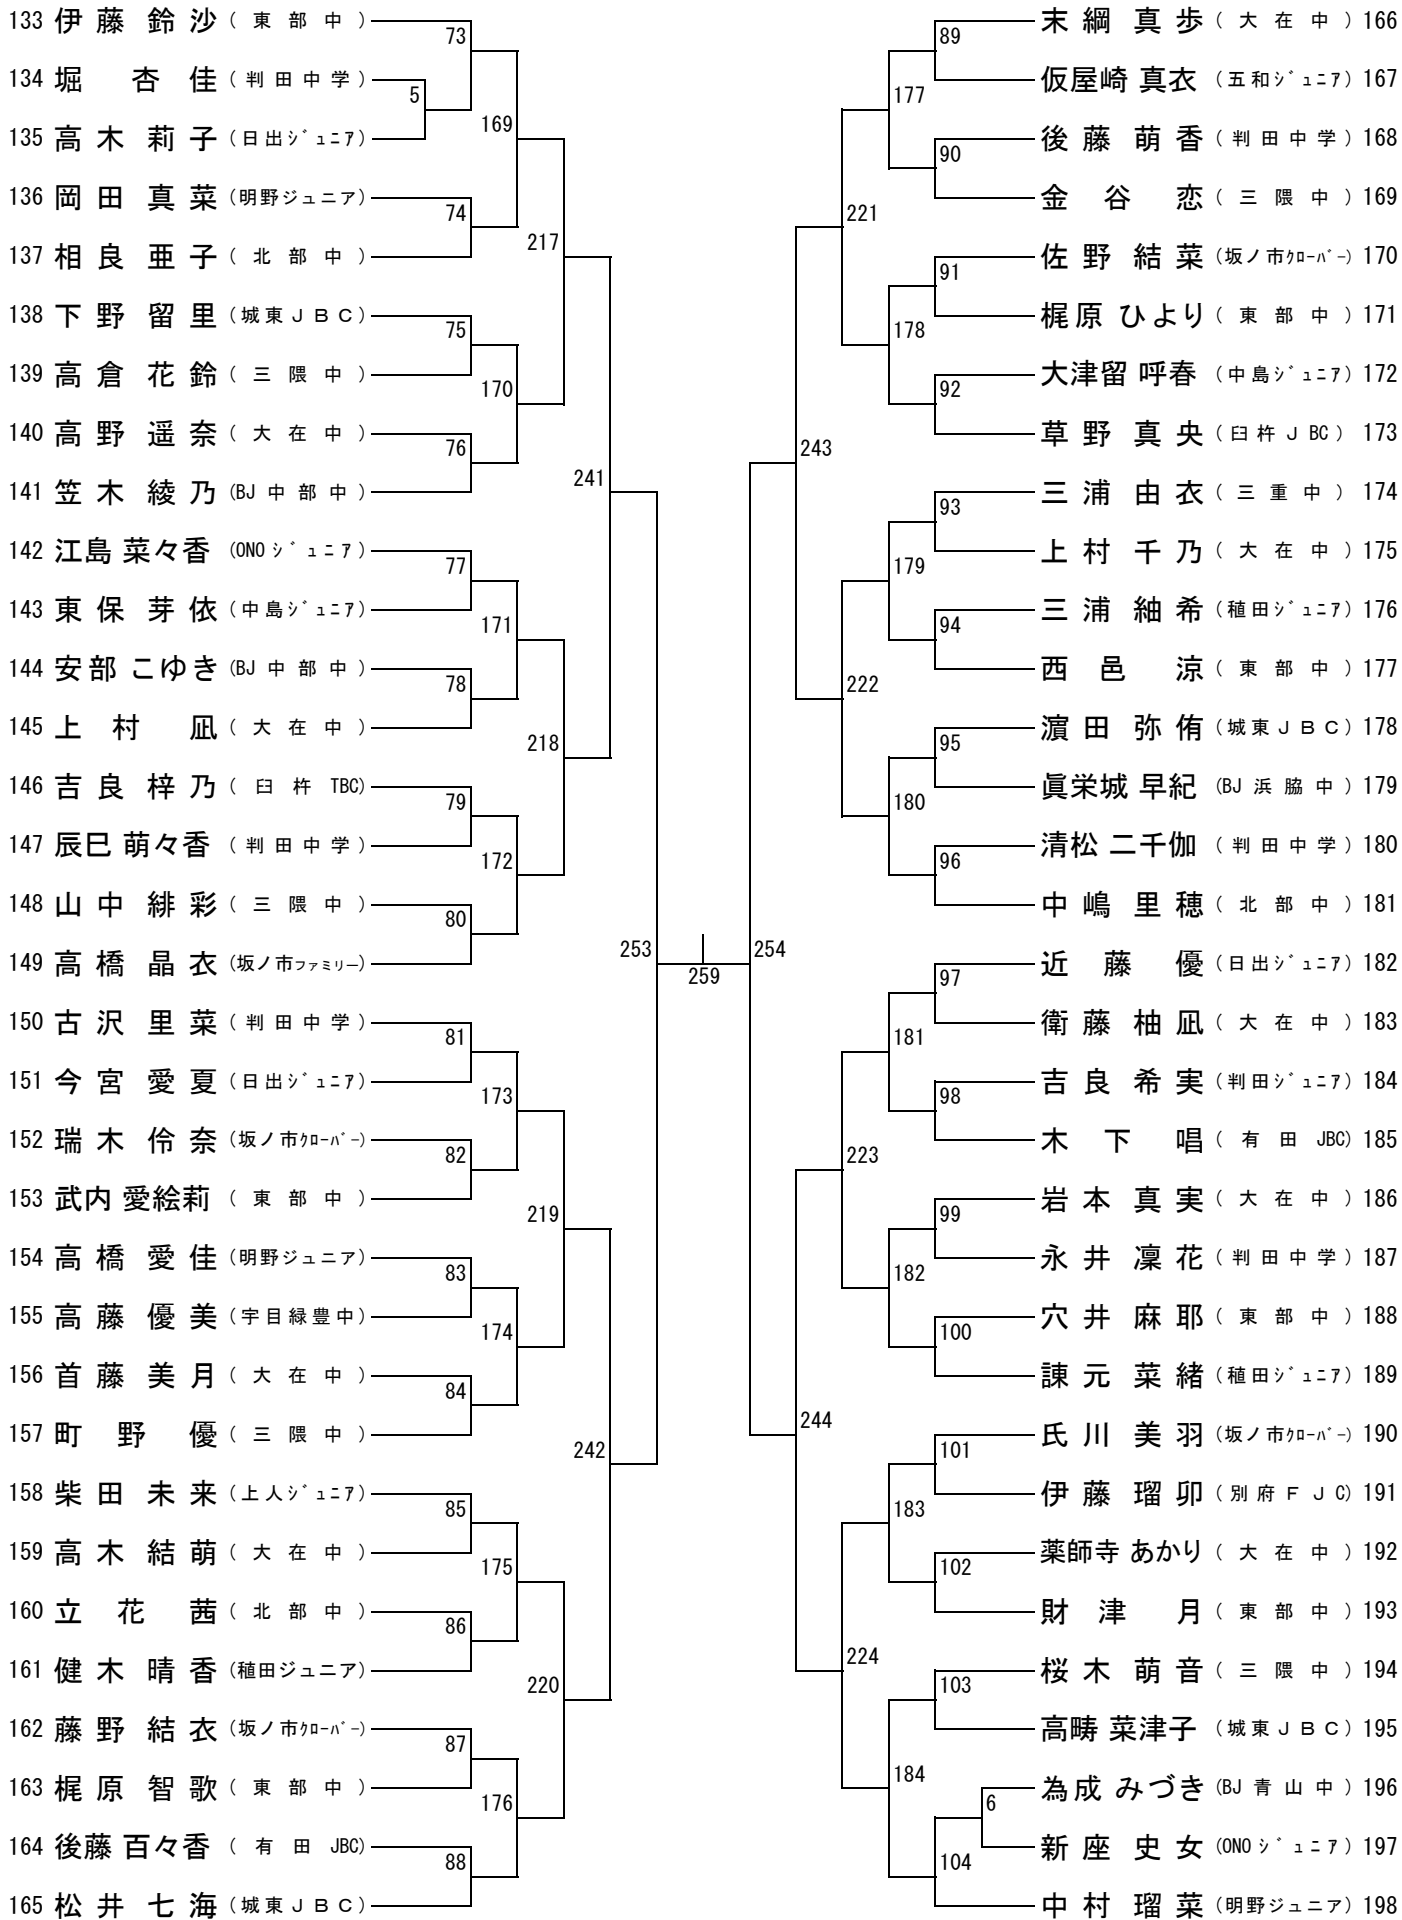 133 伊藤 鈴沙 (東部中)
73
134 堀 杏佳 (判田中学)
5
135 高木 莉子 (日出ジュニア)
169
136 岡田 真菜 (明野ジュニア)
74
137 相良 亜子 (北部中)
217
138 下野 留里 (城東JBC)
75
139 高倉 花鈴 (三隈中)
170
140 高野 遥奈 (大在中)
76
141 笠木 綾乃 (BJ中部中)
241
142 江島 菜々香 (ONOジュニア)
77
143 東保 芽依 (中島ジュニア)
171
144 安部 こゆき (BJ中部中)
78
145 上村 凪 (大在中)
218
146 吉良 梓乃 (臼杵TBC)
79
147 辰巳 萌々香 (判田中学)
172
148 山中 緋彩 (三隈中)
80
149 高橋 晶衣 (坂ノ市ファミリー)
253
150 古沢 里菜 (判田中学)
81
151 今宮 愛夏 (日出ジュニア)
173
152 瑞木 伶奈 (坂ノ市クローバー)
82
153 武内 愛絵莉 (東部中)
219
154 高橋 愛佳 (明野ジュニア)
83
155 高藤 優美 (宇目緑豊中)
174
156 首藤 美月 (大在中)
84
157 町野 優 (三隈中)
242
158 柴田 未来 (上人ジュニア)
85
159 高木 結萌 (大在中)
175
160 立花 茜 (北部中)
86
161 健木 晴香 (稙田ジュニア)
220
162 藤野 結衣 (坂ノ市クローバー)
87
163 梶原 智歌 (東部中)
176
164 後藤 百々香 (有田JBC)
88
165 松井 七海 (城東JBC)
259
末綱 真歩 (大在中) 166
89
仮屋崎 真衣 (五和ジュニア) 167
177
後藤 萌香 (判田中学) 168
90
金谷 恋 (三隈中) 169
221
佐野 結菜 (坂ノ市クローバー) 170
91
梶原 ひより (東部中) 171
178
大津留 呼春 (中島ジュニア) 172
92
草野 真央 (臼杵JBC) 173
243
三浦 由衣 (三重中) 174
93
上村 千乃 (大在中) 175
179
三浦 紬希 (稙田ジュニア) 176
94
西邑 涼 (東部中) 177
222
濵田 弥侑 (城東JBC) 178
95
眞栄城 早紀 (BJ浜脇中) 179
180
清松 二千伽 (判田中学) 180
96
中嶋 里穂 (北部中) 181
254
近藤 優 (日出ジュニア) 182
97
衛藤 柚凪 (大在中) 183
181
吉良 希実 (判田ジュニア) 184
98
木下 唱 (有田JBC) 185
223
岩本 真実 (大在中) 186
99
永井 凜花 (判田中学) 187
182
穴井 麻耶 (東部中) 188
100
諌元 菜緒 (稙田ジュニア) 189
244
氏川 美羽 (坂ノ市クローバー) 190
101
伊藤 瑠卯 (別府FJC) 191
183
薬師寺 あかり (大在中) 192
102
財津 月 (東部中) 193
224
桜木 萌音 (三隈中) 194
103
高畴 菜津子 (城東JBC) 195
184
為成 みづき (BJ青山中) 196
6
新座 史女 (ONOジュニア) 197
104
中村 瑠菜 (明野ジュニア) 198